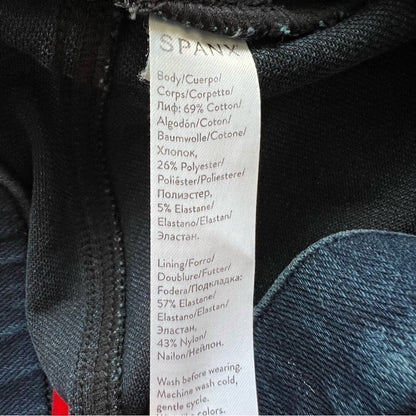 SPANX
Body/Cuerpo/
Corps/Corpetto/
Лиф: 69% Cotton/
Algodón/Coton/
Baumwolle/Cotone/
Хлопок,
26% Polyester/
Poliéster/Poliestere/
Полиэстер,
5% Elastane/
Elastano/Elastan/
Эластан.
Lining/Forro/
Doublure/Futter/
Fodera/Подкладка:
57% Elastane/
Elastano/Elastan/
Эластан,
43% Nylon/
Nailon/Нейлон.
Wash before wearing.
Machine wash cold,
gentle cycle.
colors.